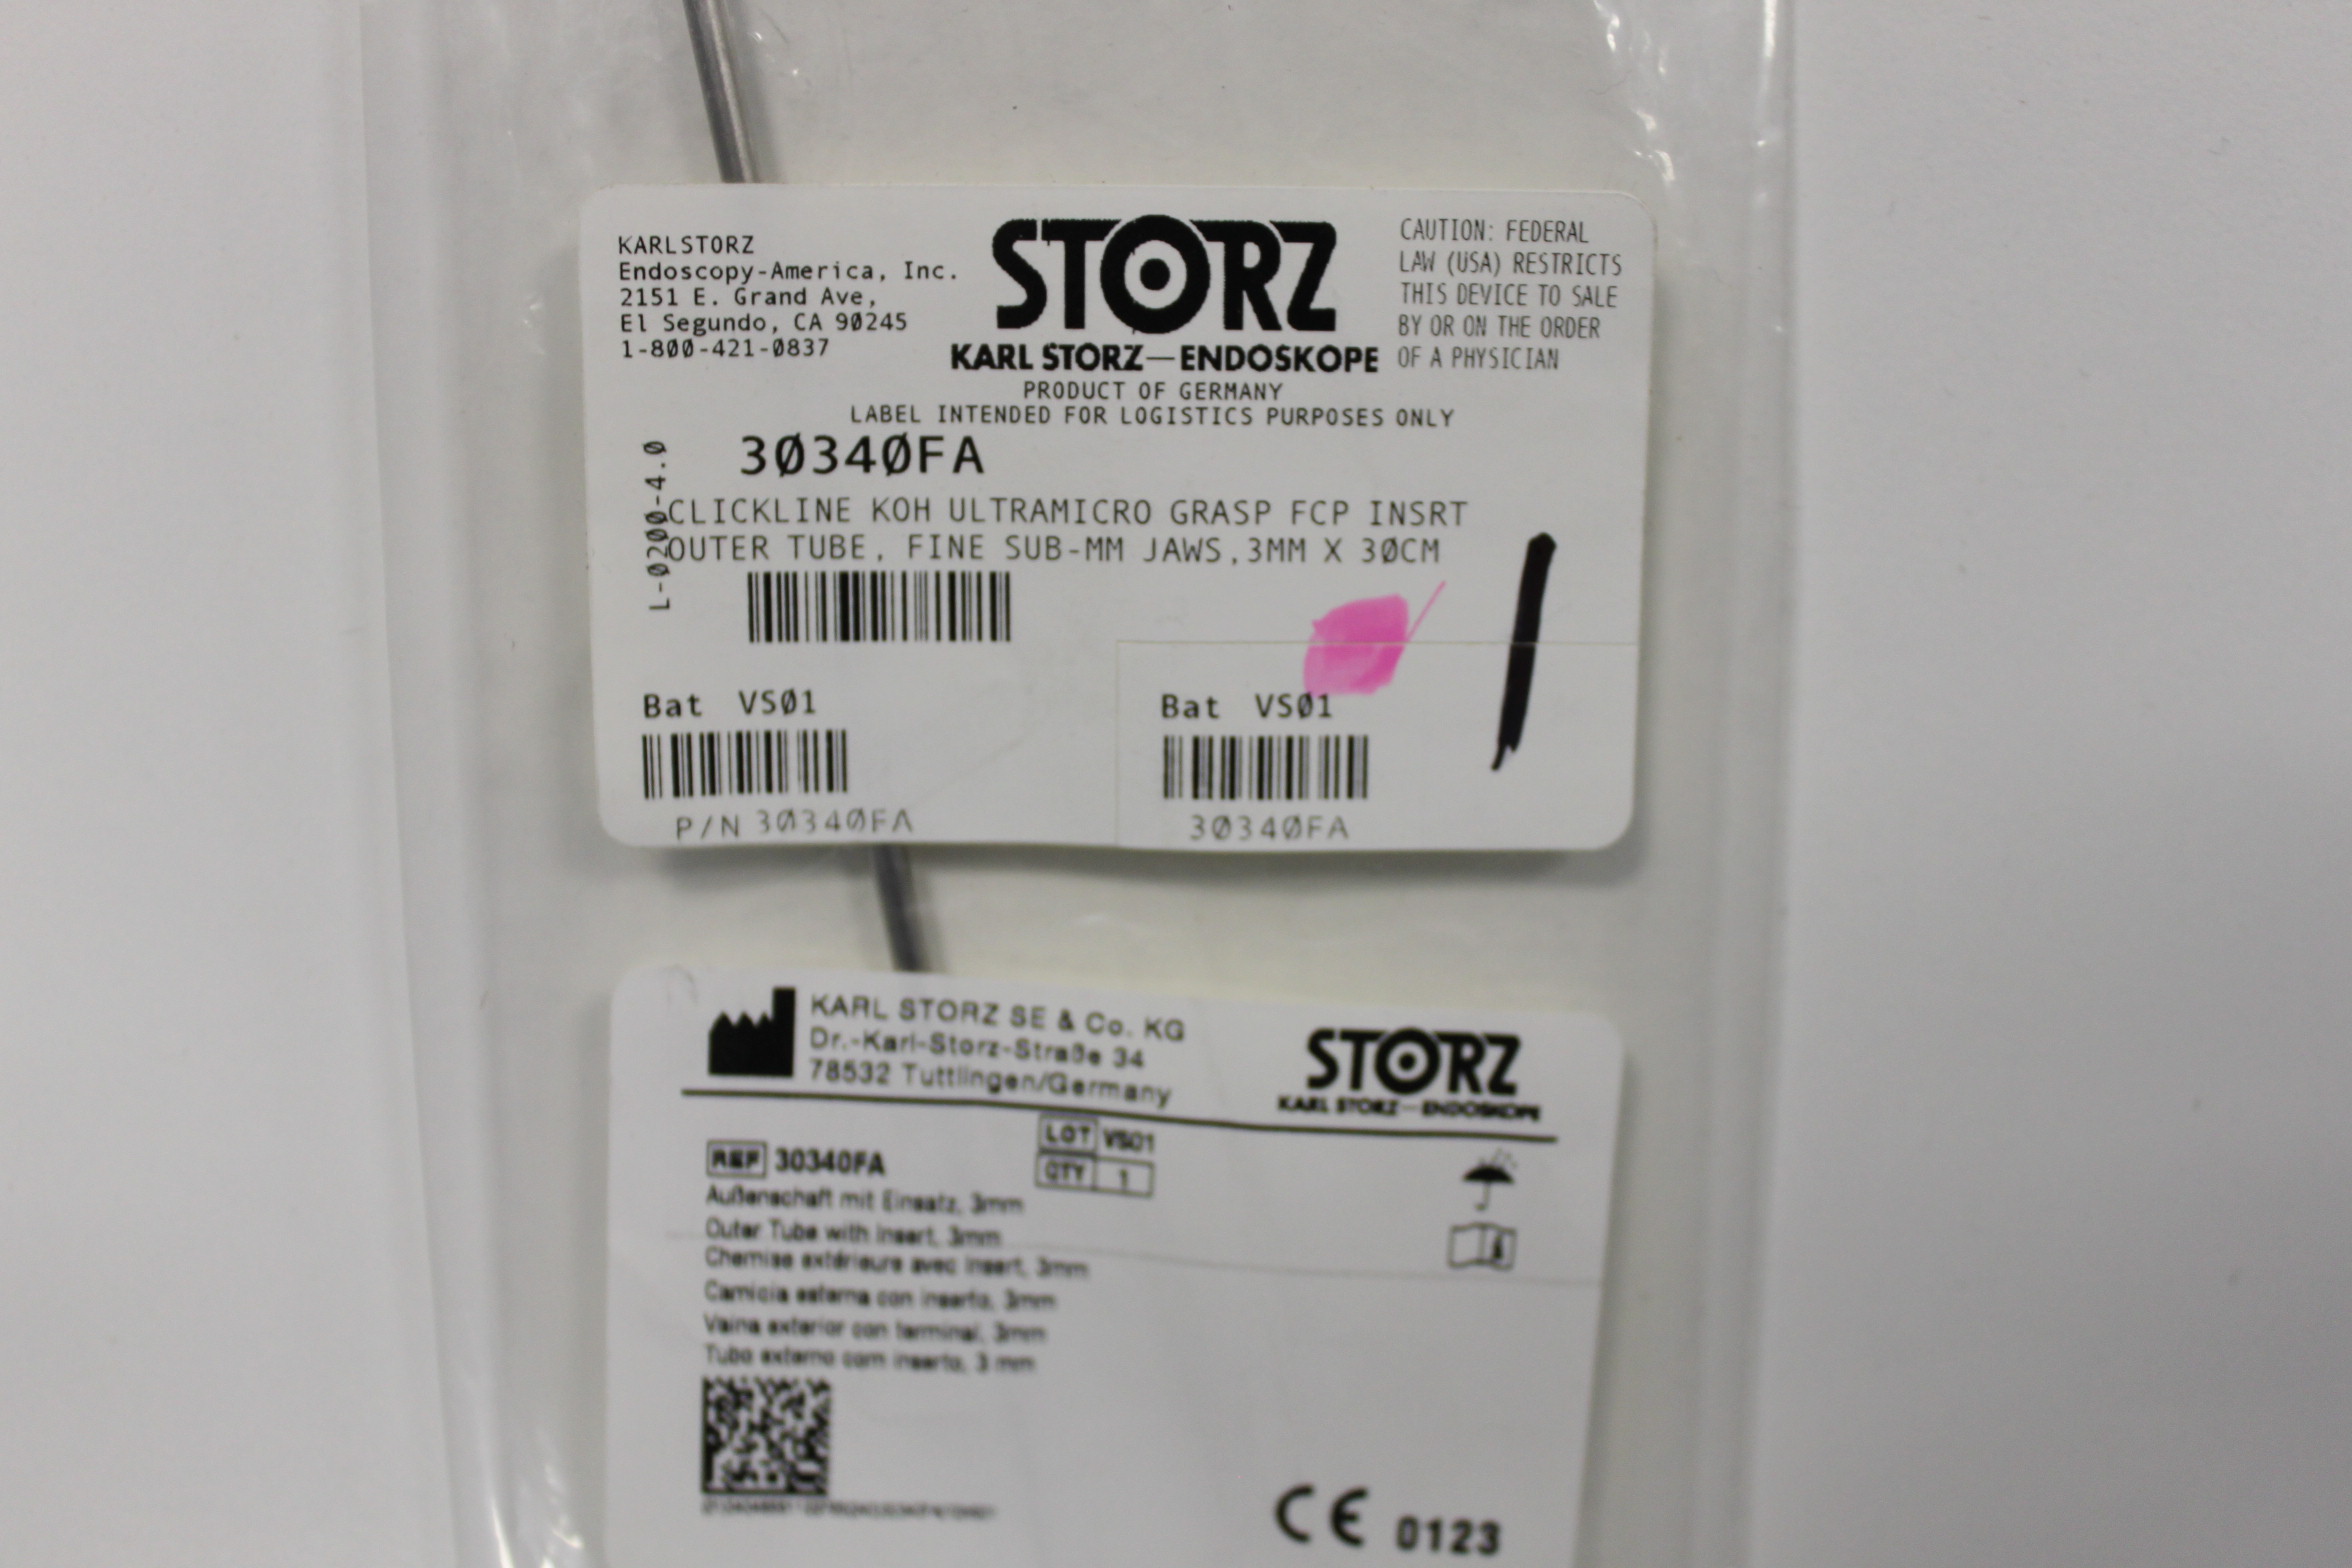 KARLSTORZ
Endoscopy-America, Inc.
2151 E. Grand Ave,
El Segundo, CA 90245
1-800-421-0837
STORZ
KARL STORZ—ENDOSKOPE
PRODUCT OF GERMANY
LABEL INTENDED FOR LOGISTICS PURPOSES ONLY
CAUTION: FEDERAL
LAW (USA) RESTRICTS
THIS DEVICE TO SALE
BY OR ON THE ORDER
OF A PHYSICIAN
L-0200-4.0
30340FA
CLICKLINE KOH ULTRAMICRO GRASP FCP INSRT
OUTER TUBE, FINE SUB-MM JAWS,3MM X 30CM
Bat VS01
P/N 30340FA
Bat VS01
30340FA
KARL STORZ SE & Co. KG
Dr.-Karl-Storz-Straße 34
78532 Tuttlingen/Germany
STORZ
KARL STORZ—ENDOSKOPE
REF 30340FA
LOT VS01
QTY 1
Außenschaft mit Einsatz, 3mm
Outer Tube with insert, 3mm
Chemise extérieure avec insert, 3mm
Camicia esterna con inserto, 3mm
Vaina exterior con terminal, 3mm
Tubo externo com inserto, 3 mm
CE 0123